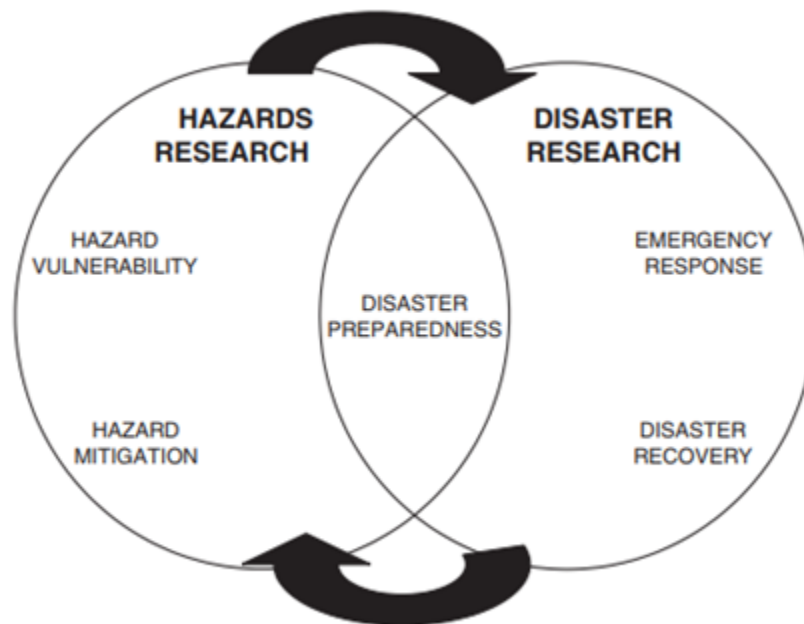 HAZARDS
RESEARCH
DISASTER
RESEARCH
HAZARD
VULNERABILITY
EMERGENCY
RESPONSE
DISASTER
PREPAREDNESS
HAZARD
MITIGATION
DISASTER
RECOVERY